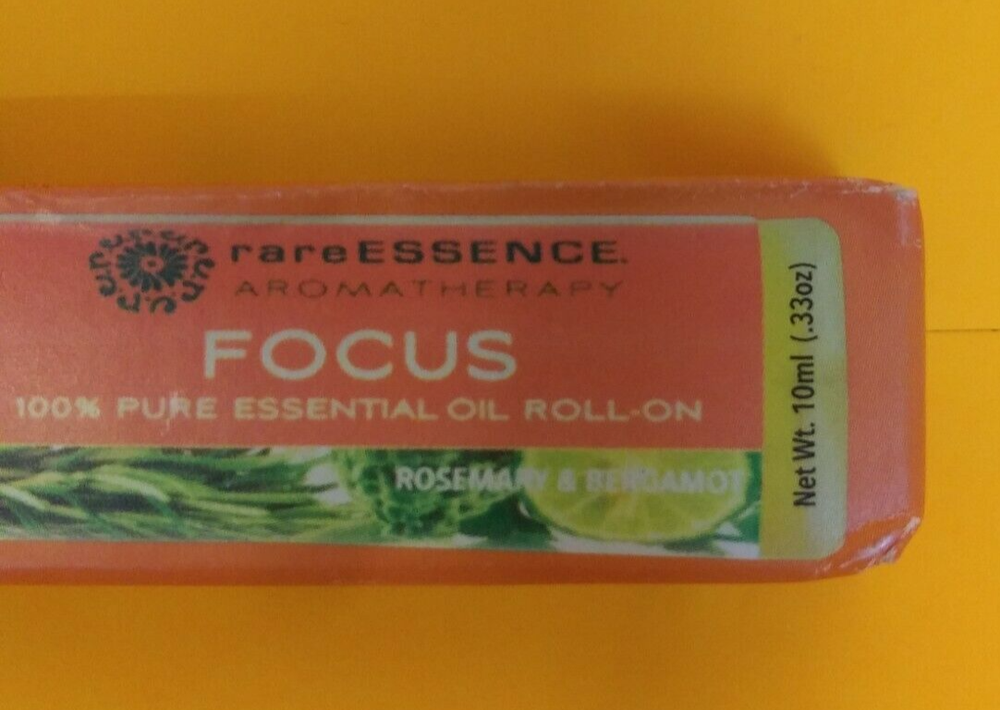 rareESSENCE.
AROMATHERAPY
FOCUS
100% PURE ESSENTIAL OIL ROLL-ON
ROSEMARY & BERGAMOT
Net Wt. 10ml (.33oz)